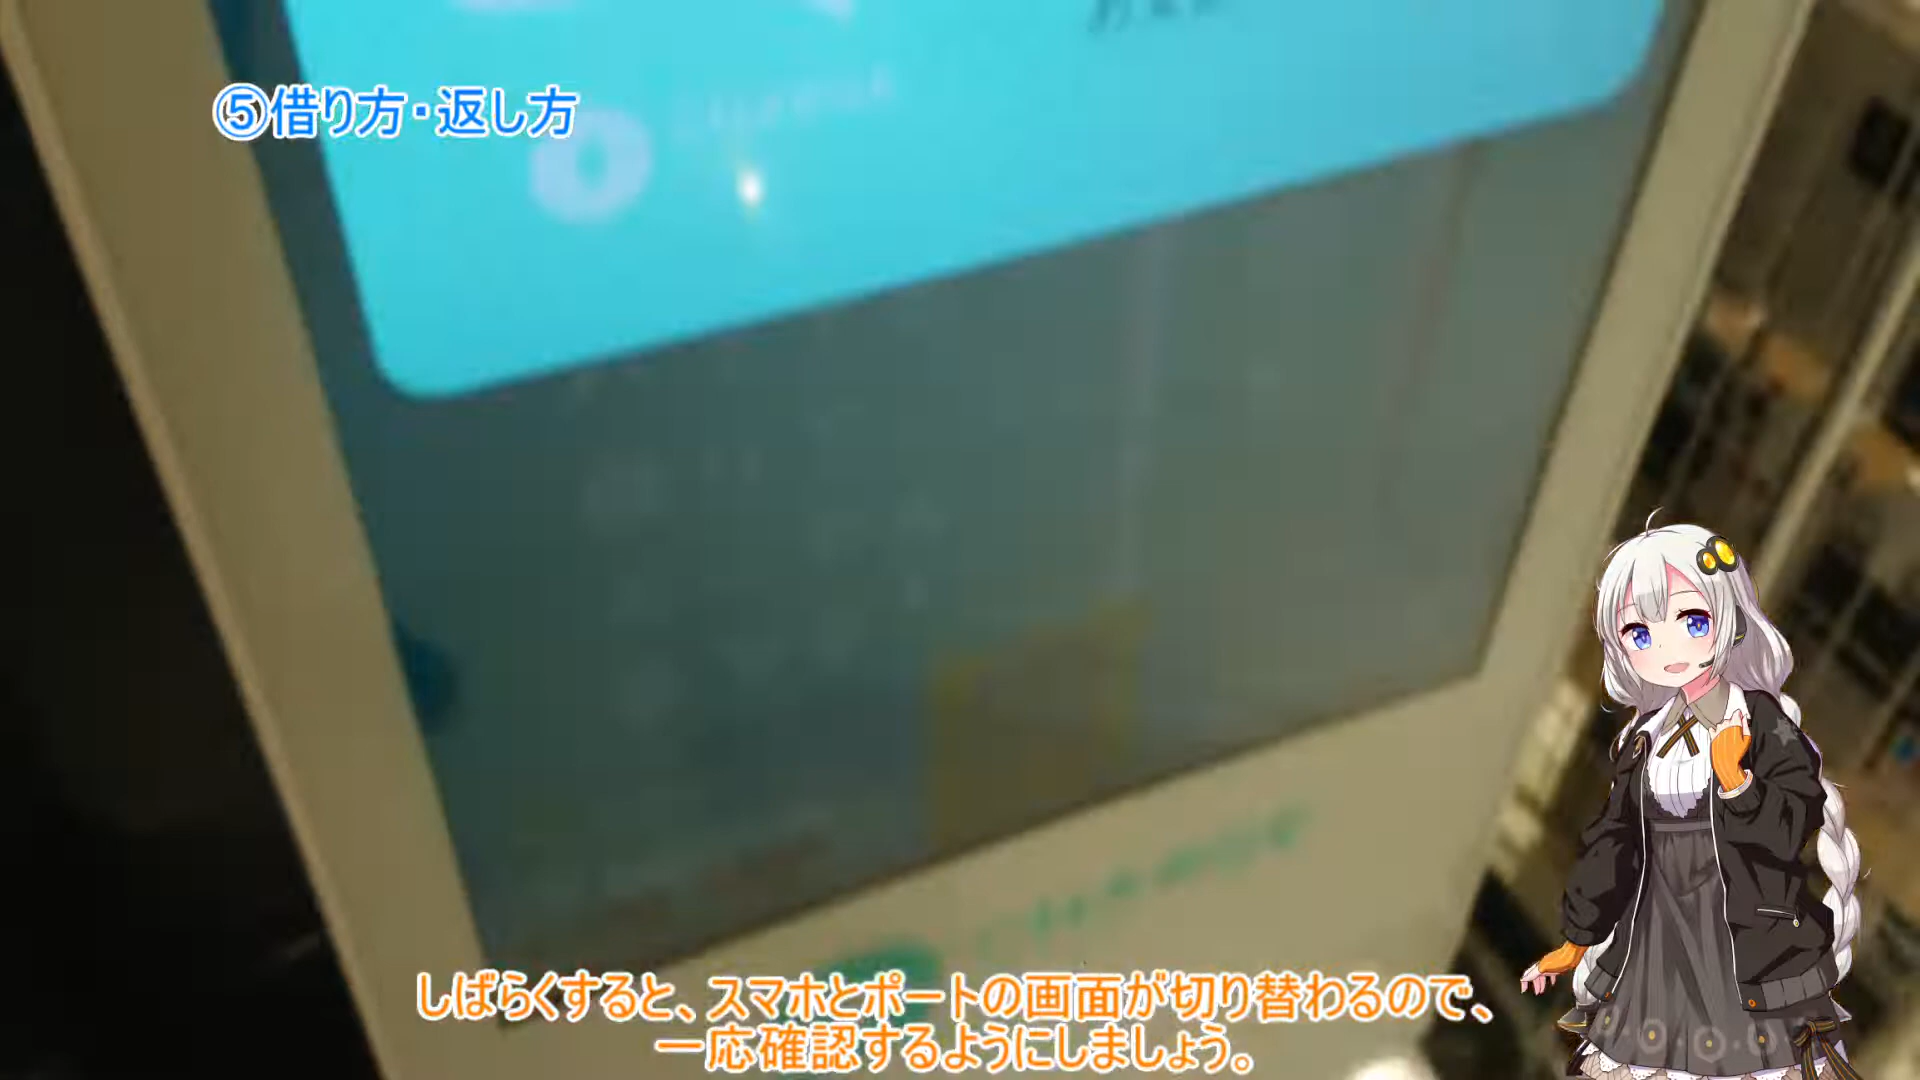 ⑤借り方・返し方
しばらくすると、スマホとポートの画面が切り替わるので、
一応確認するようにしましょう。